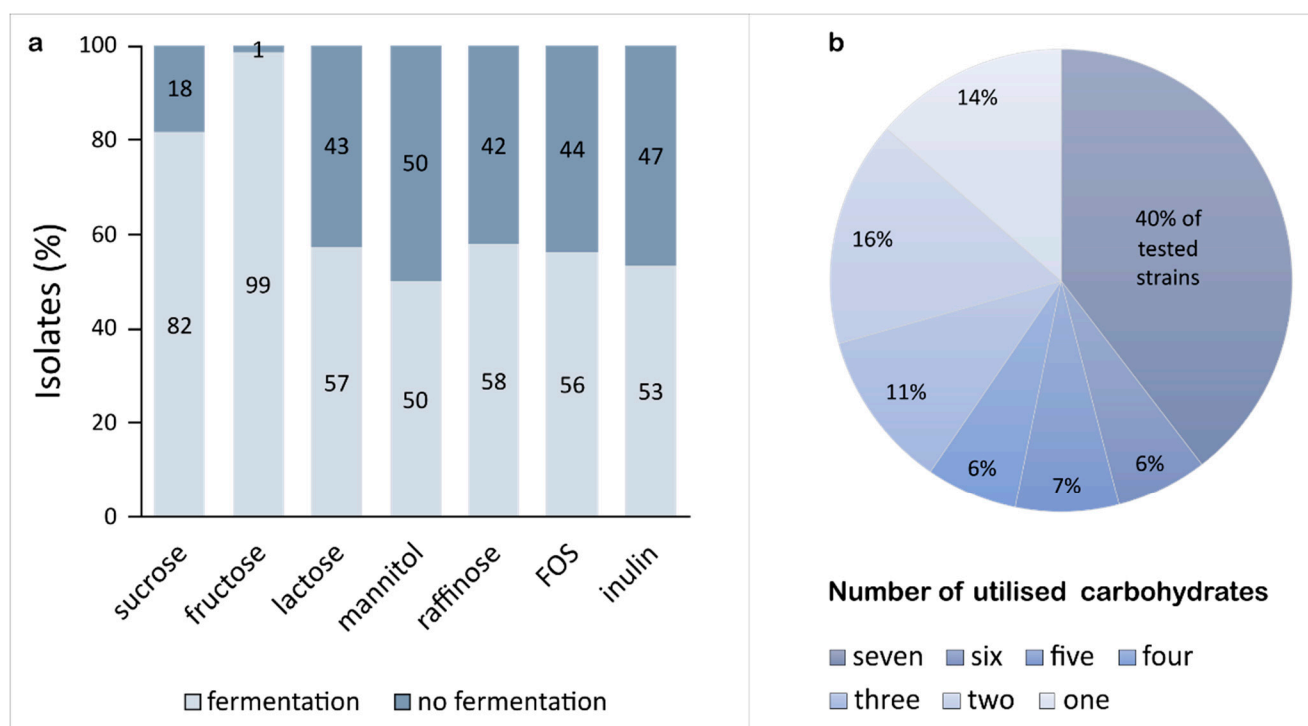 a
100
80
60
40
20
0
Isolates (%)
18
1
43
50
42
44
47
82
99
57
50
58
56
53
sucrose
fructose
lactose
mannitol
raffinose
FOS
inulin
fermentation
no fermentation
b
14%
40% of
tested
strains
16%
11%
6%
7%
6%
Number of utilised carbohydrates
seven six five four
three two one